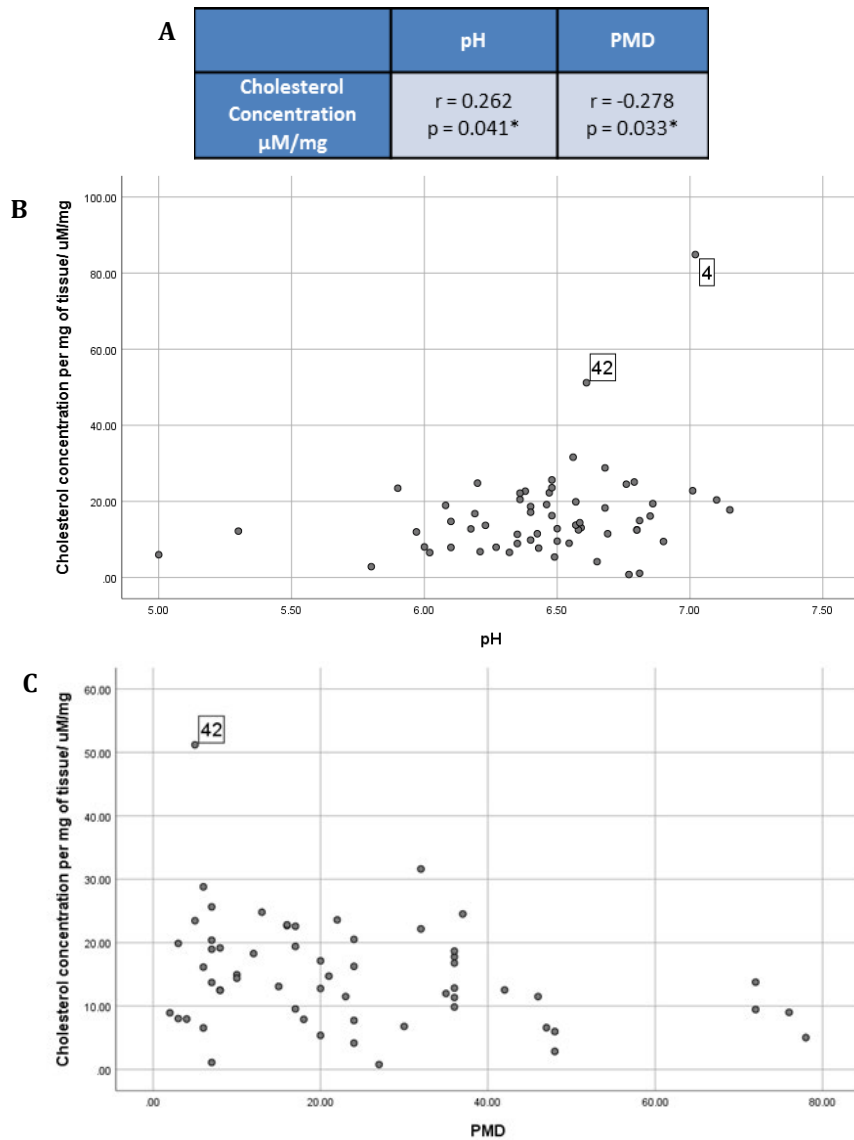 A
pH
PMD
Cholesterol
Concentration
µM/mg
r = 0.262
p = 0.041*
r = -0.278
p = 0.033*
B
Cholesterol concentration per mg of tissue/ uM/mg
100.00
80.00
60.00
40.00
20.00
.00
4
42
5.00 5.50 6.00 6.50 7.00 7.50
pH
C
Cholesterol concentration per mg of tissue/ uM/mg
60.00
50.00
40.00
30.00
20.00
10.00
.00
42
.00 20.00 40.00 60.00 80.00
PMD